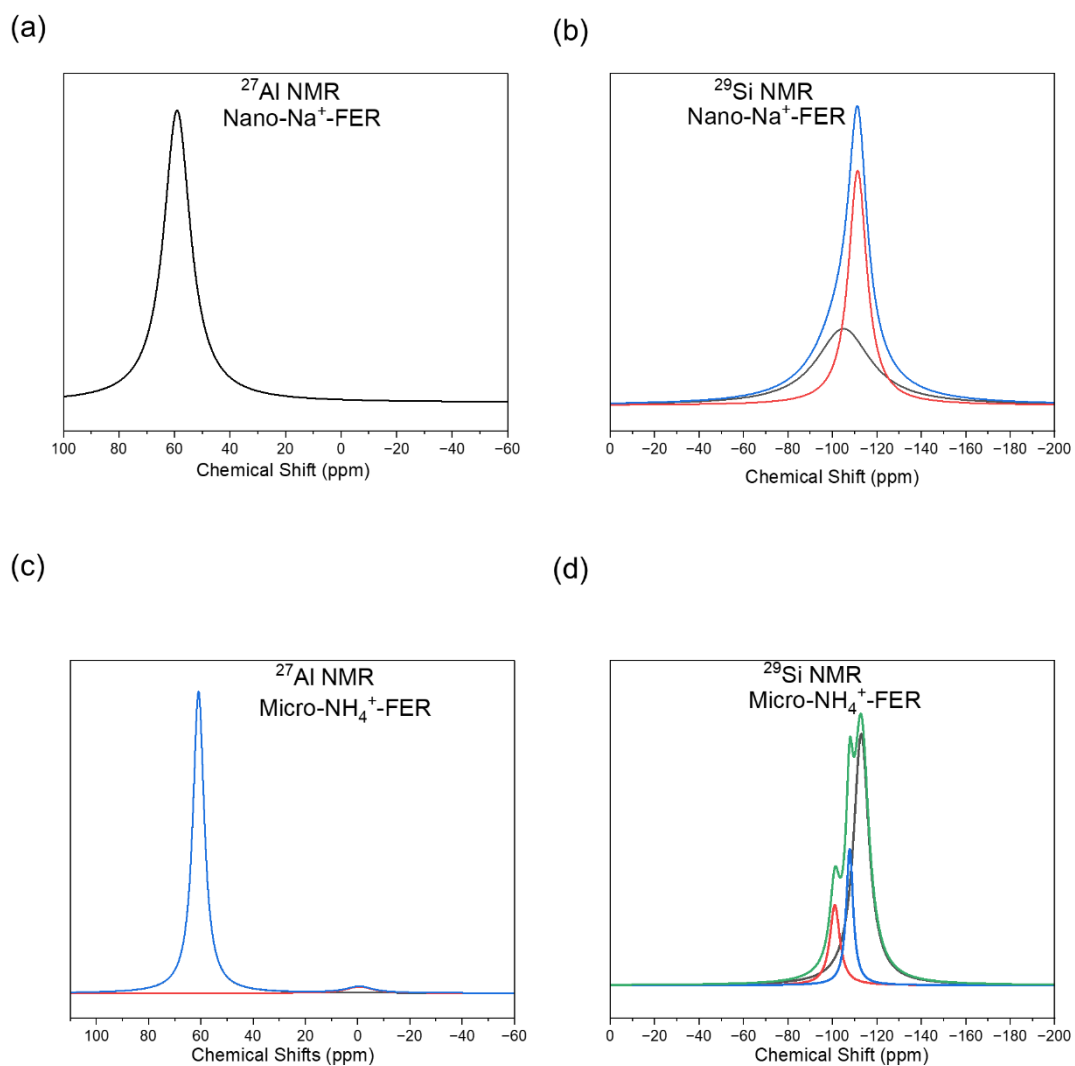 (a)
²⁷Al NMR
Nano-Na⁺-FER
100 80 60 40 20 0 −20 −40 −60
Chemical Shift (ppm)
(b)
²⁹Si NMR
Nano-Na⁺-FER
0 −20 −40 −60 −80 −100 −120 −140 −160 −180 −200
Chemical Shift (ppm)
(c)
²⁷Al NMR
Micro-NH₄⁺-FER
100 80 60 40 20 0 −20 −40 −60
Chemical Shifts (ppm)
(d)
²⁹Si NMR
Micro-NH₄⁺-FER
0 −20 −40 −60 −80 −100 −120 −140 −160 −180 −200
Chemical Shift (ppm)